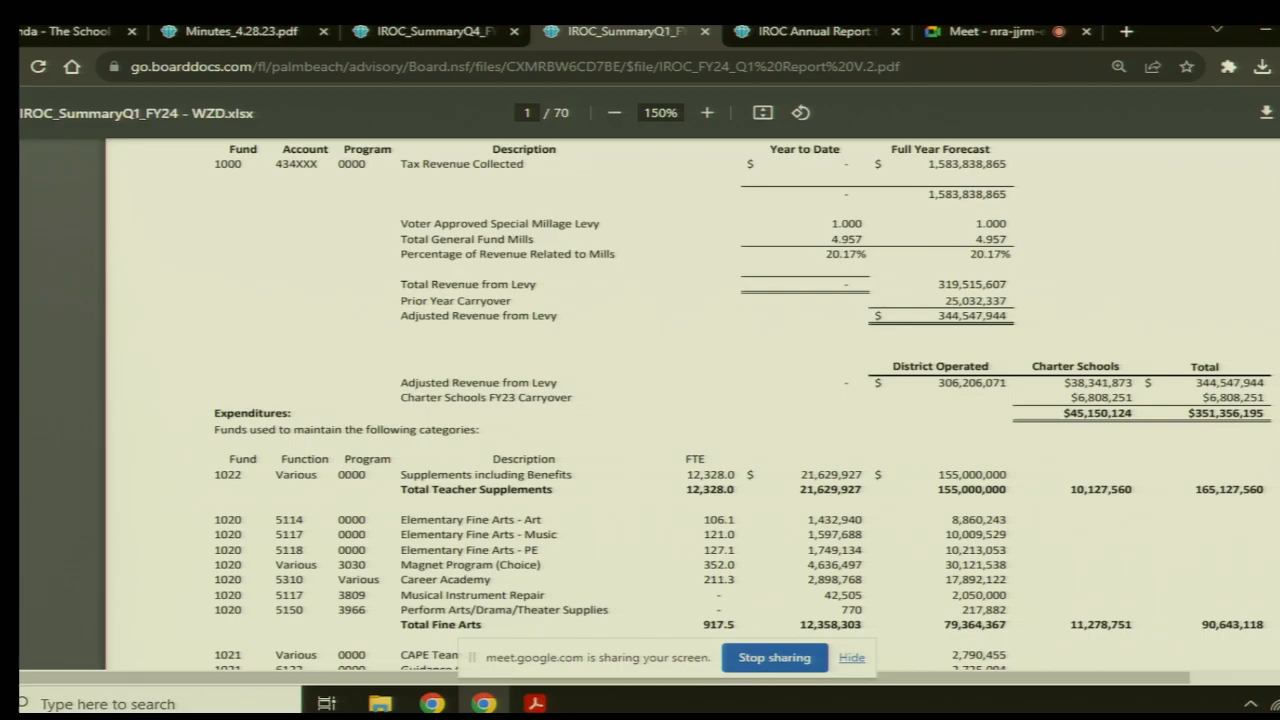 nda - The School × Minutes_4.28.23.pdf × IROC_SummaryQ4_F × IROC_SummaryQ1_F × IROC Annual Report × Meet - nra-jjrm- × +
go.boarddocs.com/fl/palmbeach/advisory/Board.nsf/files/CXMRBW6CD7BE/$file/IROC_FY24_Q1%20Report%20V.2.pdf
IROC_SummaryQ1_FY24 - WZD.xlsx 1 / 70 — 150% +
Fund Account Program Description Year to Date Full Year Forecast
1000 434XXX 0000 Tax Revenue Collected $ - $ 1,583,838,865
- 1,583,838,865
Voter Approved Special Millage Levy 1.000 1.000
Total General Fund Mills 4.957 4.957
Percentage of Revenue Related to Mills 20.17% 20.17%
Total Revenue from Levy - 319,515,607
Prior Year Carryover 25,032,337
Adjusted Revenue from Levy $ 344,547,944
District Operated Charter Schools Total
Adjusted Revenue from Levy - $ 306,206,071 $38,341,873 $ 344,547,944
Charter Schools FY23 Carryover $6,808,251 $6,808,251
Expenditures: $45,150,124 $351,356,195
Funds used to maintain the following categories:
Fund Function Program Description FTE
1022 Various 0000 Supplements including Benefits 12,328.0 $ 21,629,927 $ 155,000,000
Total Teacher Supplements 12,328.0 21,629,927 155,000,000 10,127,560 165,127,560
1020 5114 0000 Elementary Fine Arts - Art 106.1 1,432,940 8,860,243
1020 5117 0000 Elementary Fine Arts - Music 121.0 1,597,688 10,009,529
1020 5118 0000 Elementary Fine Arts - PE 127.1 1,749,134 10,213,053
1020 Various 3030 Magnet Program (Choice) 352.0 4,636,497 30,121,538
1020 5310 Various Career Academy 211.3 2,898,768 17,892,122
1020 5117 3809 Musical Instrument Repair - 42,505 2,050,000
1020 5150 3966 Perform Arts/Drama/Theater Supplies - 770 217,882
Total Fine Arts 917.5 12,358,303 79,364,367 11,278,751 90,643,118
1021 Various 0000 CAPE Team 2,790,455
meet.google.com is sharing your screen. Stop sharing Hide
Type here to search